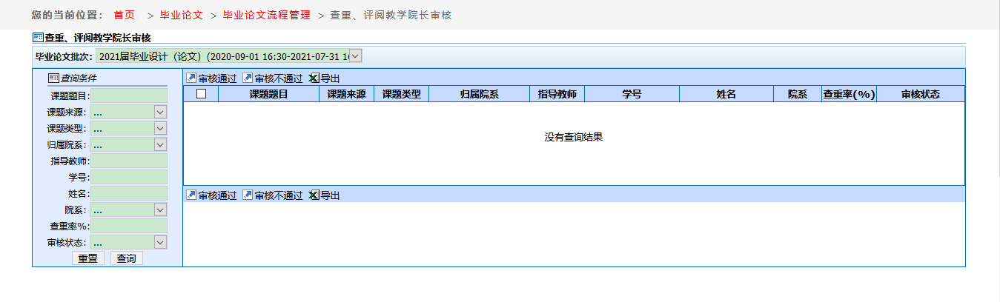 您的当前位置： 首页 > 毕业论文 > 毕业论文流程管理 > 查重、评阅教学院长审核
查重、评阅教学院长审核
毕业论文批次: 2021届毕业设计（论文）(2020-09-01 16:30-2021-07-31 1
查询条件
课题题目:
课题来源: ...
课题类型: ...
归属院系: ...
指导教师:
学号:
姓名:
院系: ...
查重率%:
审核状态: ...
重置 查询
审核通过 审核不通过 导出
课题题目 课题来源 课题类型 归属院系 指导教师 学号 姓名 院系 查重率(%) 审核状态
没有查询结果
审核通过 审核不通过 导出